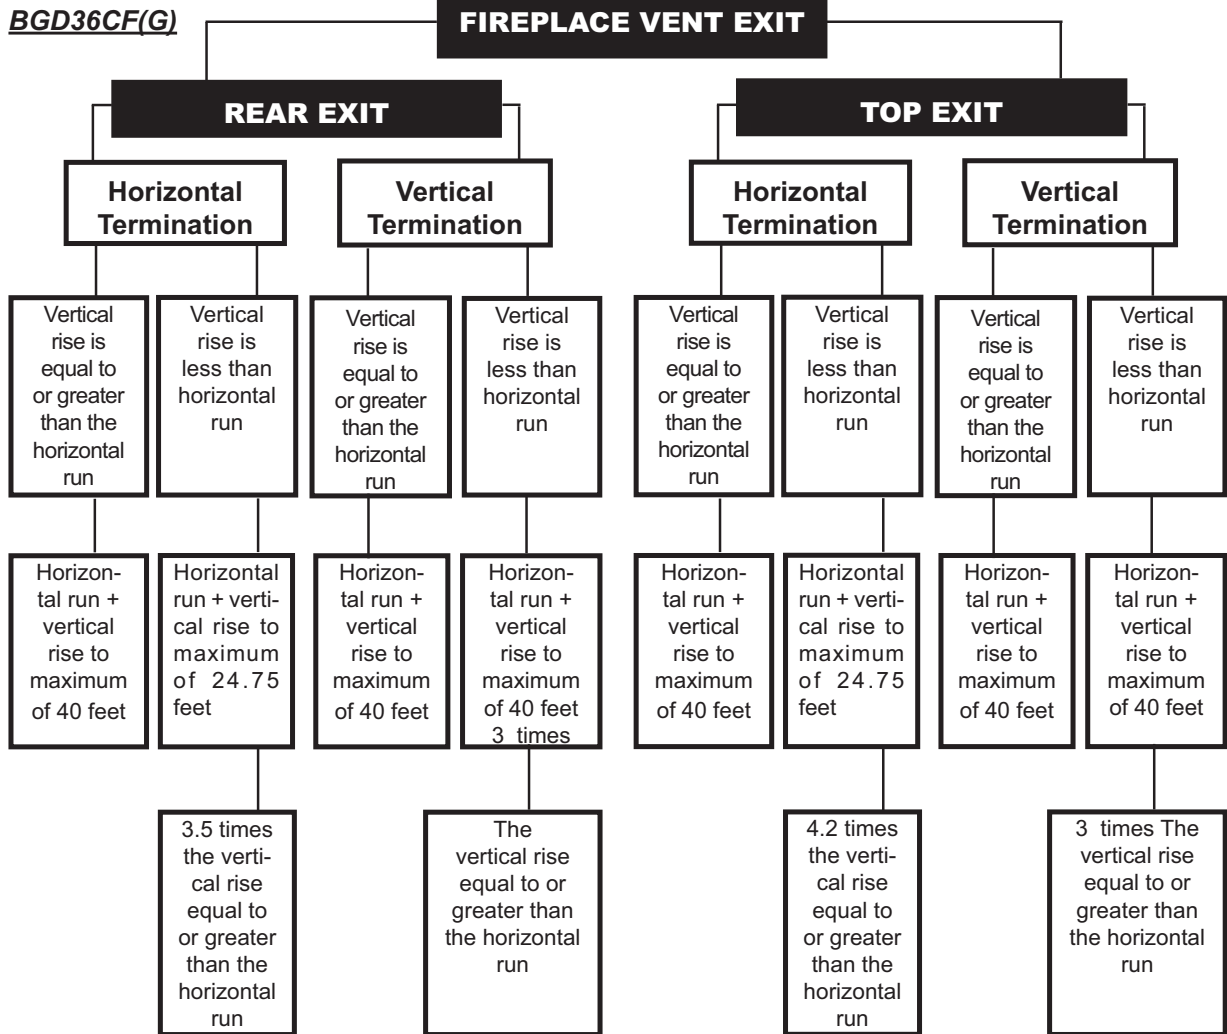 BGD36CF(G)
FIREPLACE VENT EXIT
REAR EXIT
TOP EXIT
Horizontal
Termination
Vertical
Termination
Horizontal
Termination
Vertical
Termination
Vertical
rise is
equal to
or greater
than the
horizontal
run
Vertical
rise is
less than
horizontal
run
Vertical
rise is
equal to
or greater
than the
horizontal
run
Vertical
rise is
less than
horizontal
run
Vertical
rise is
equal to
or greater
than the
horizontal
run
Vertical
rise is
less than
horizontal
run
Vertical
rise is
equal to
or greater
than the
horizontal
run
Vertical
rise is
less than
horizontal
run
Horizon-
tal run +
vertical
rise to
maximum
of 40 feet
Horizontal
run + verti-
cal rise to
maximum
of 24.75
feet
Horizon-
tal run +
vertical
rise to
maximum
of 40 feet
Horizon-
tal run +
vertical
rise to
maximum
of 40 feet
3 times
Horizon-
tal run +
vertical
rise to
maximum
of 40 feet
Horizontal
run + verti-
cal rise to
maximum
of 24.75
feet
Horizon-
tal run +
vertical
rise to
maximum
of 40 feet
Horizon-
tal run +
vertical
rise to
maximum
of 40 feet
3.5 times
the verti-
cal rise
equal to
or greater
than the
horizontal
run
The
vertical rise
equal to or
greater than
the horizontal
run
4.2 times
the verti-
cal rise
equal to
or greater
than the
horizontal
run
3 times The
vertical rise
equal to or
greater than
the horizontal
run